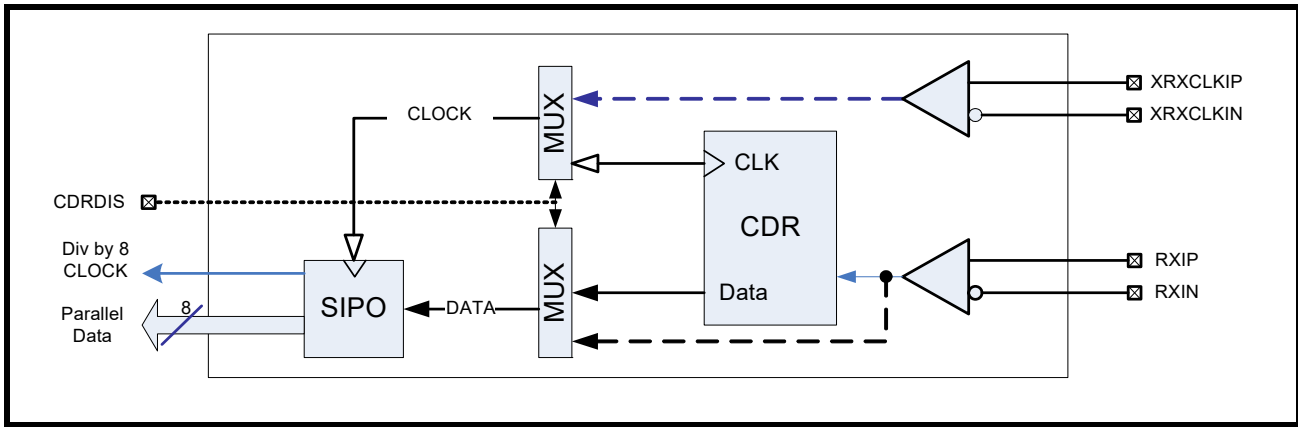 XRXCLKIP
CLOCK
MUX
XRXCLKIN
CLK
CDRDIS
CDR
Div by 8
CLOCK
RXIP
MUX
Data
RXIN
SIPO
DATA
8
Parallel
Data